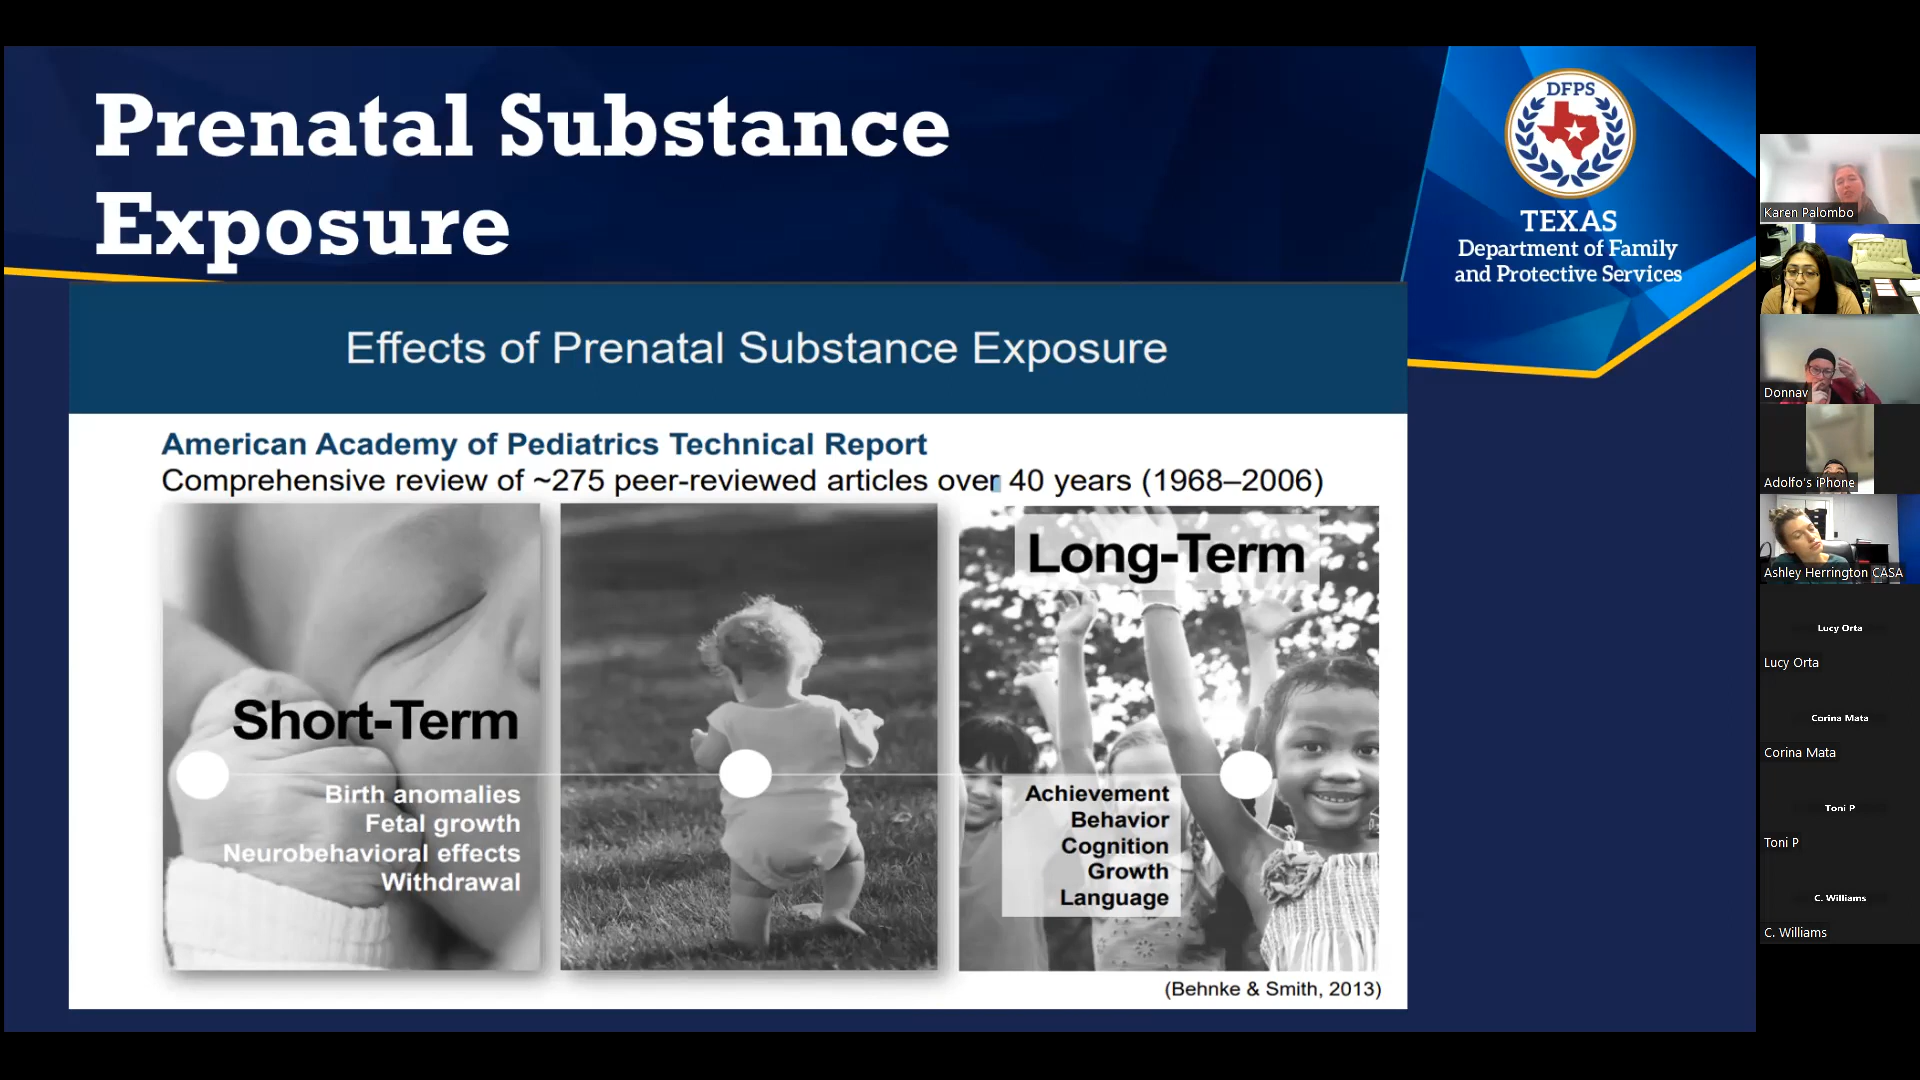 Prenatal Substance
Exposure
DFPS
TEXAS
Department of Family
and Protective Services
Effects of Prenatal Substance Exposure
American Academy of Pediatrics Technical Report
Comprehensive review of ~275 peer-reviewed articles over 40 years (1968–2006)
Short-Term
Birth anomalies
Fetal growth
Neurobehavioral effects
Withdrawal
Long-Term
Achievement
Behavior
Cognition
Growth
Language
(Behnke & Smith, 2013)
Karen Palombo
Donnav
Adolfo's iPhone
Ashley Herrington CASA
Lucy Orta
Lucy Orta
Corina Mata
Corina Mata
Toni P
Toni P
C. Williams
C. Williams